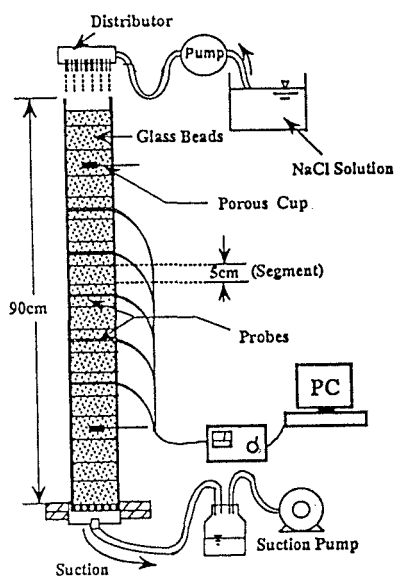 Distributor
Pump
Glass Beads
NaCl Solution
Porous Cup
5cm (Segment)
90cm
Probes
PC
Suction Pump
Suction